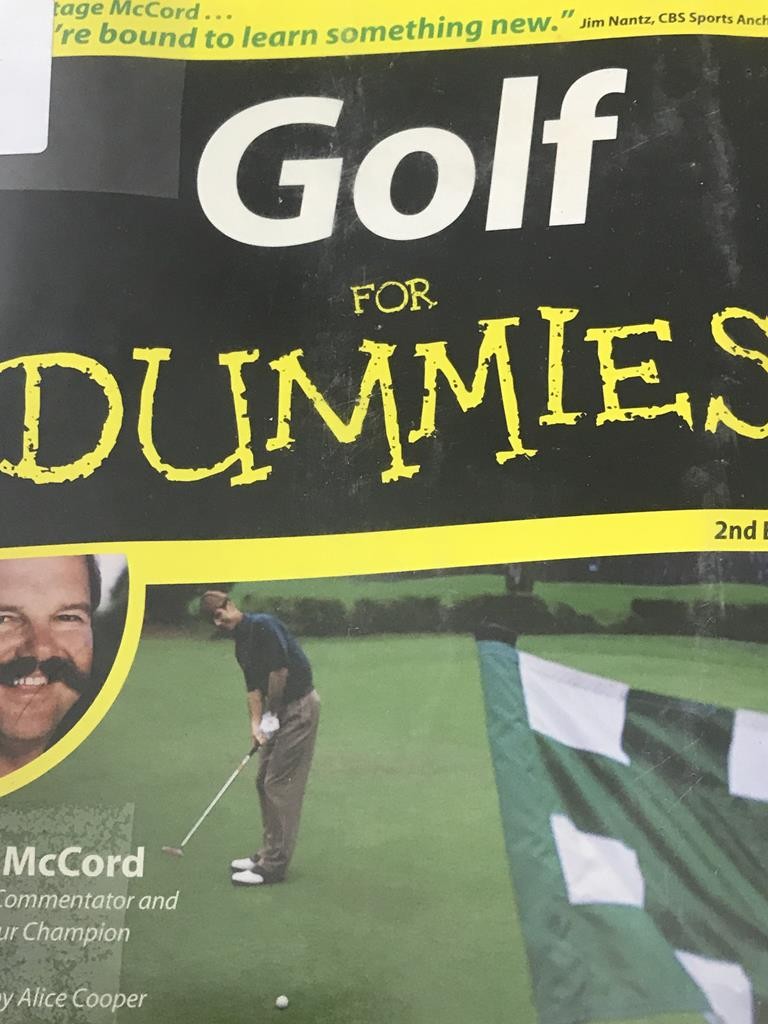 tage McCord ...
're bound to learn something new." Jim Nantz, CBS Sports Anch
Golf
FOR
DUMMIES
2nd E
McCord
Commentator and
ur Champion
by Alice Cooper